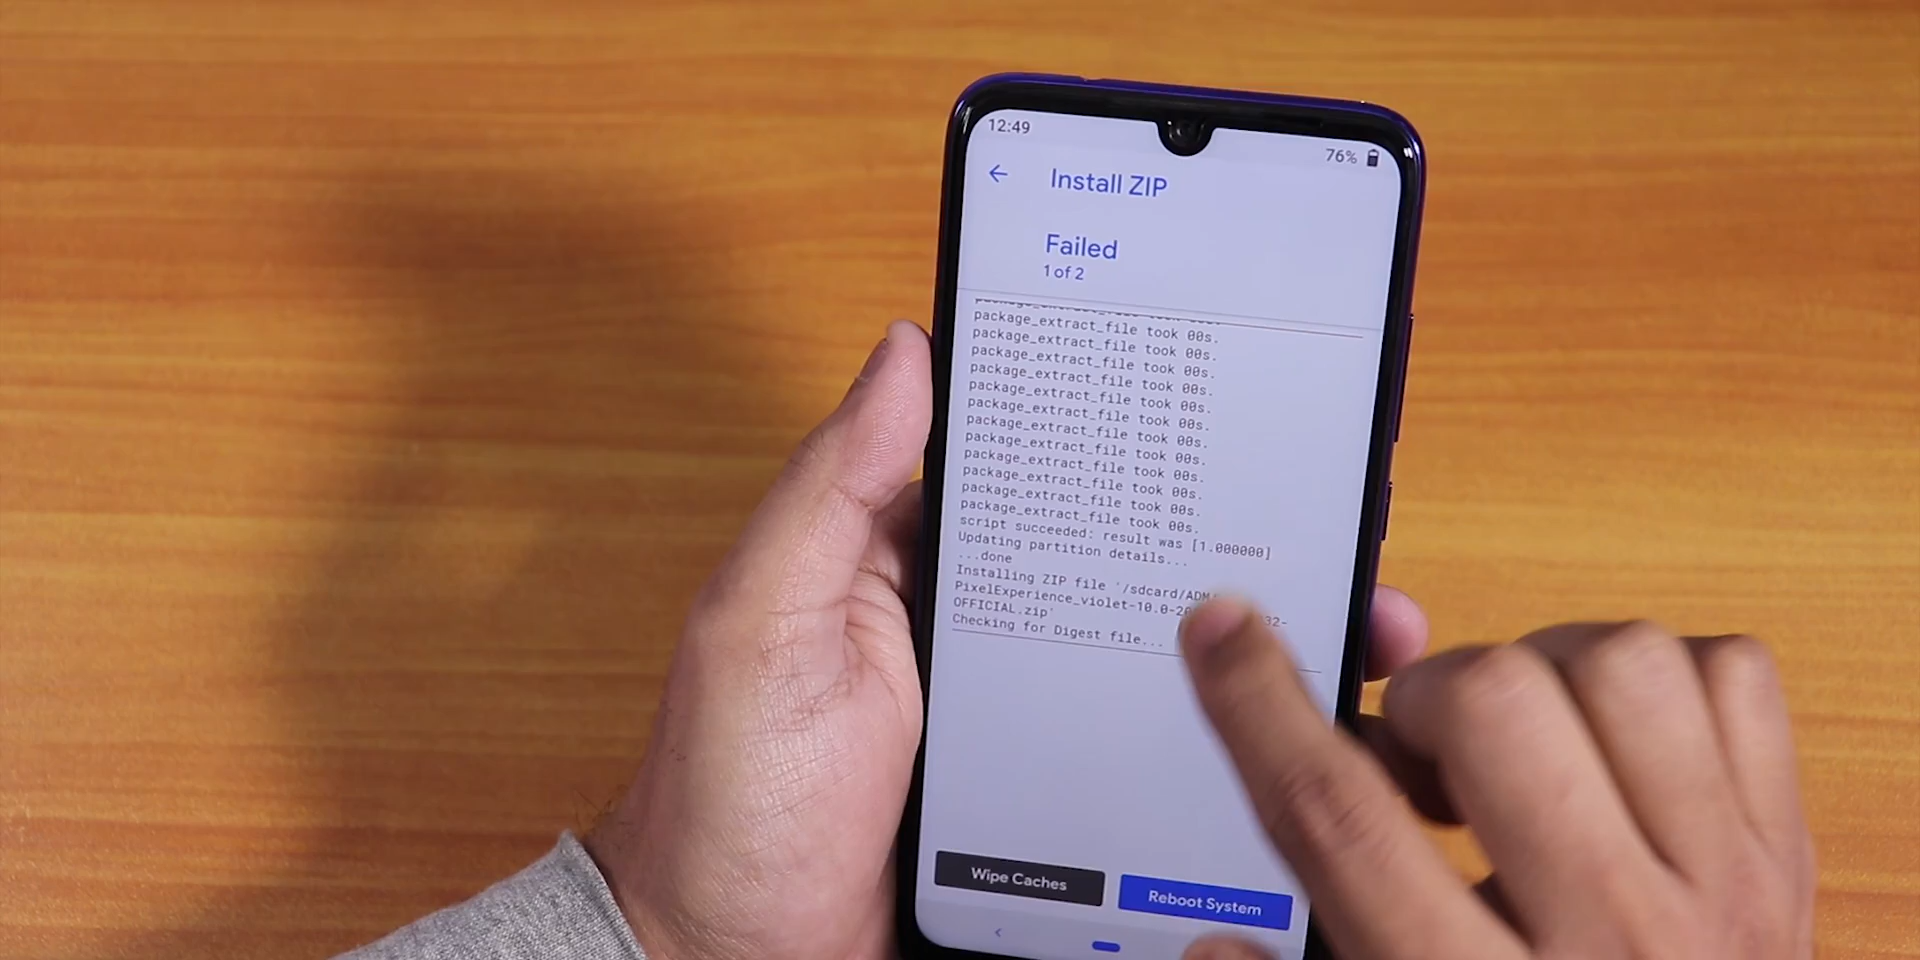 12:49
76%
Install ZIP
Failed
1 of 2
package_extract_file took 00s.
package_extract_file took 00s.
package_extract_file took 00s.
package_extract_file took 00s.
package_extract_file took 00s.
package_extract_file took 00s.
package_extract_file took 00s.
package_extract_file took 00s.
package_extract_file took 00s.
package_extract_file took 00s.
package_extract_file took 00s.
package_extract_file took 00s.
script succeeded: result was [1.000000]
Updating partition details...
...done
Installing ZIP file '/sdcard/ADM
PixelExperience_violet-10.0-20 32-
OFFICIAL.zip'
Checking for Digest file...
Wipe Caches
Reboot System